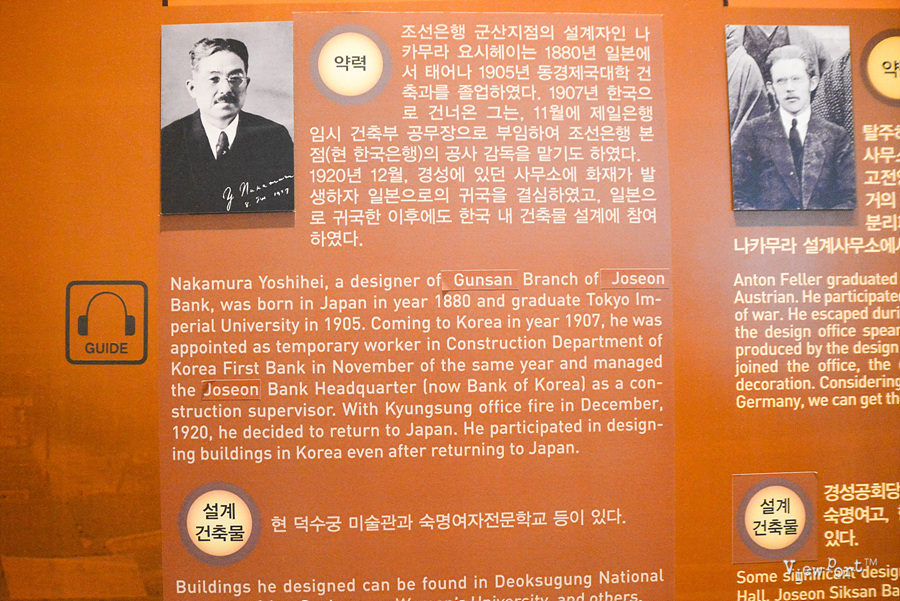 약력
조선은행 군산지점의 설계자인 나
카무라 요시헤이는 1880년 일본에
서 태어나 1905년 동경제국대학 건
축과를 졸업하였다. 1907년 한국으
로 건너온 그는, 11월에 제일은행
임시 건축부 공무장으로 부임하여 조선은행 본
점(현 한국은행)의 공사 감독을 맡기도 하였다.
1920년 12월, 경성에 있던 사무소에 화재가 발
생하자 일본으로의 귀국을 결심하였고, 일본으
로 귀국한 이후에도 한국 내 건축물 설계에 참여
하였다.
Nakamura Yoshihei, a designer of Gunsan Branch of Joseon
Bank, was born in Japan in year 1880 and graduate Tokyo Im-
perial University in 1905. Coming to Korea in year 1907, he was
appointed as temporary worker in Construction Department of
Korea First Bank in November of the same year and managed
the Joseon Bank Headquarter (now Bank of Korea) as a con-
struction supervisor. With Kyungsung office fire in December,
1920, he decided to return to Japan. He participated in design-
ing buildings in Korea even after returning to Japan.
GUIDE
설계
건축물
현 덕수궁 미술관과 숙명여자전문학교 등이 있다.
Buildings he designed can be found in Deoksugung National
Women's University, and others.
약
탈주하
사무소
고전양
거의
분리파
나카무라 설계사무소에서
Anton Feller graduated
Austrian. He participated
of war. He escaped duri
the design office spear
produced by the design
joined the office, the
decoration. Considering
Germany, we can get the
설계
건축물
경성공회당
숙명여고,
있다.
Some significant design
Hall, Joseon Siksan Ba
ViewPoint™